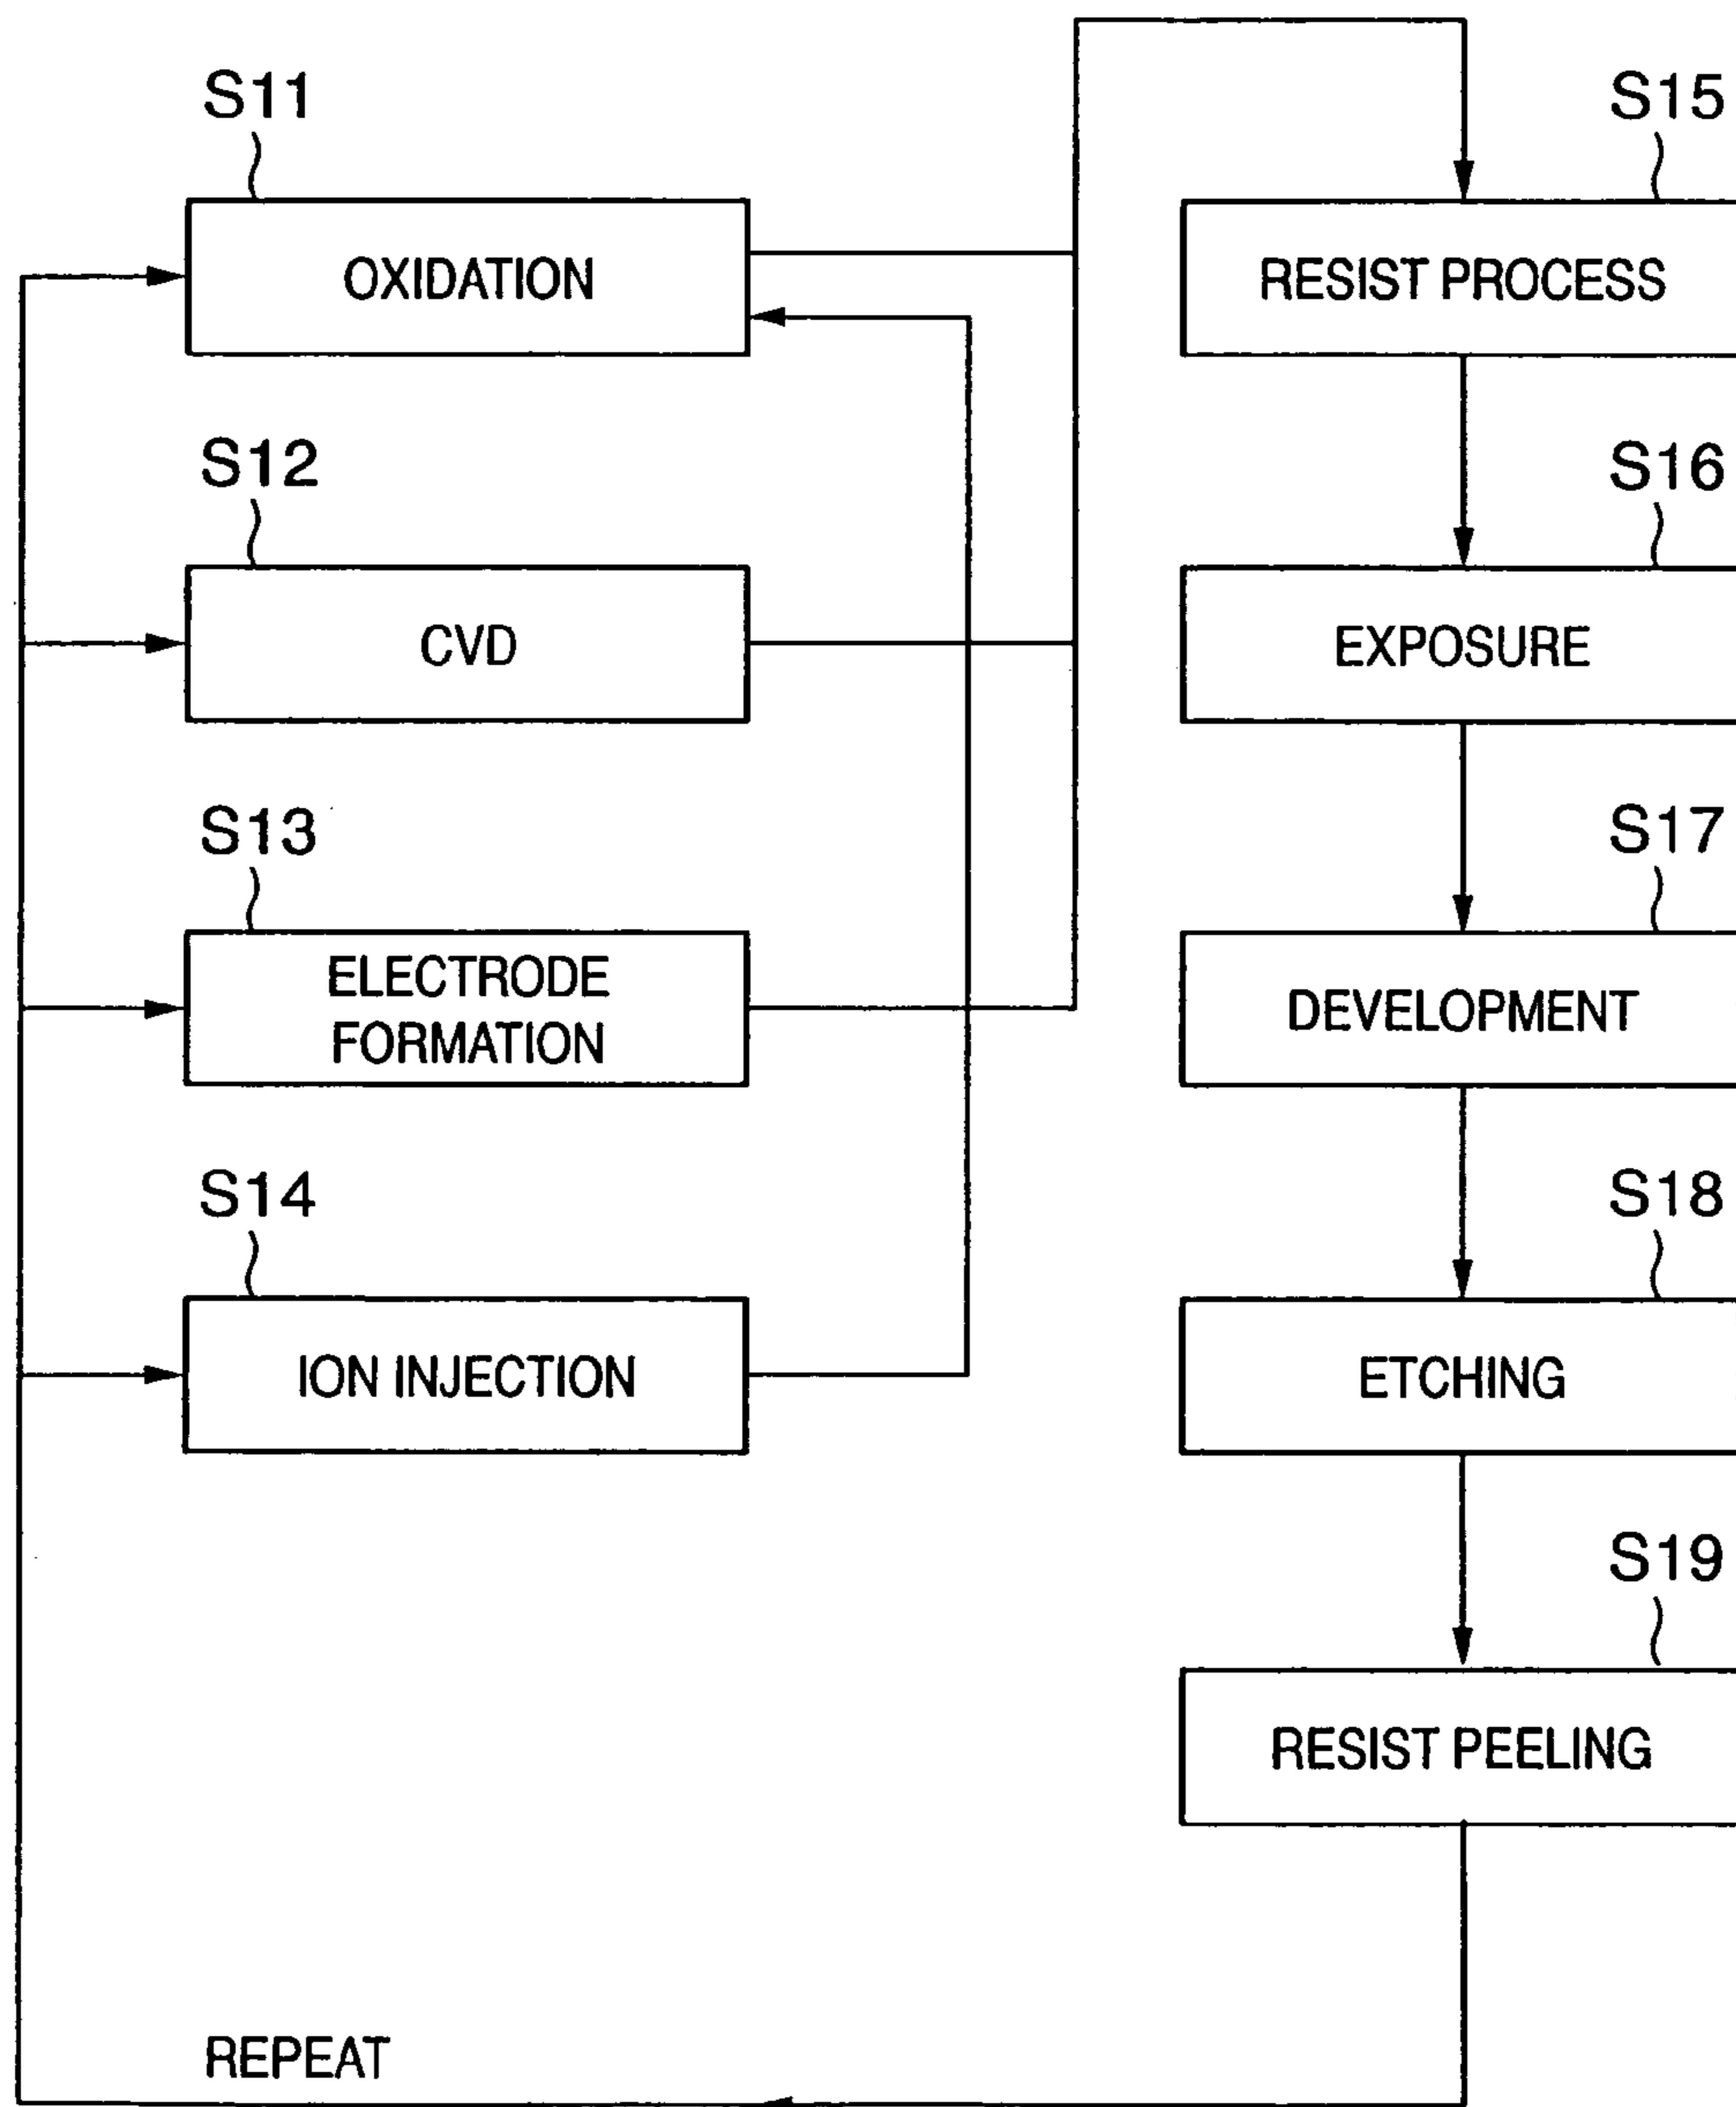 S11
OXIDATION
S12
CVD
S13
ELECTRODE
FORMATION
S14
ION INJECTION
REPEAT
S15
RESIST PROCESS
S16
EXPOSURE
S17
DEVELOPMENT
S18
ETCHING
S19
RESIST PEELING